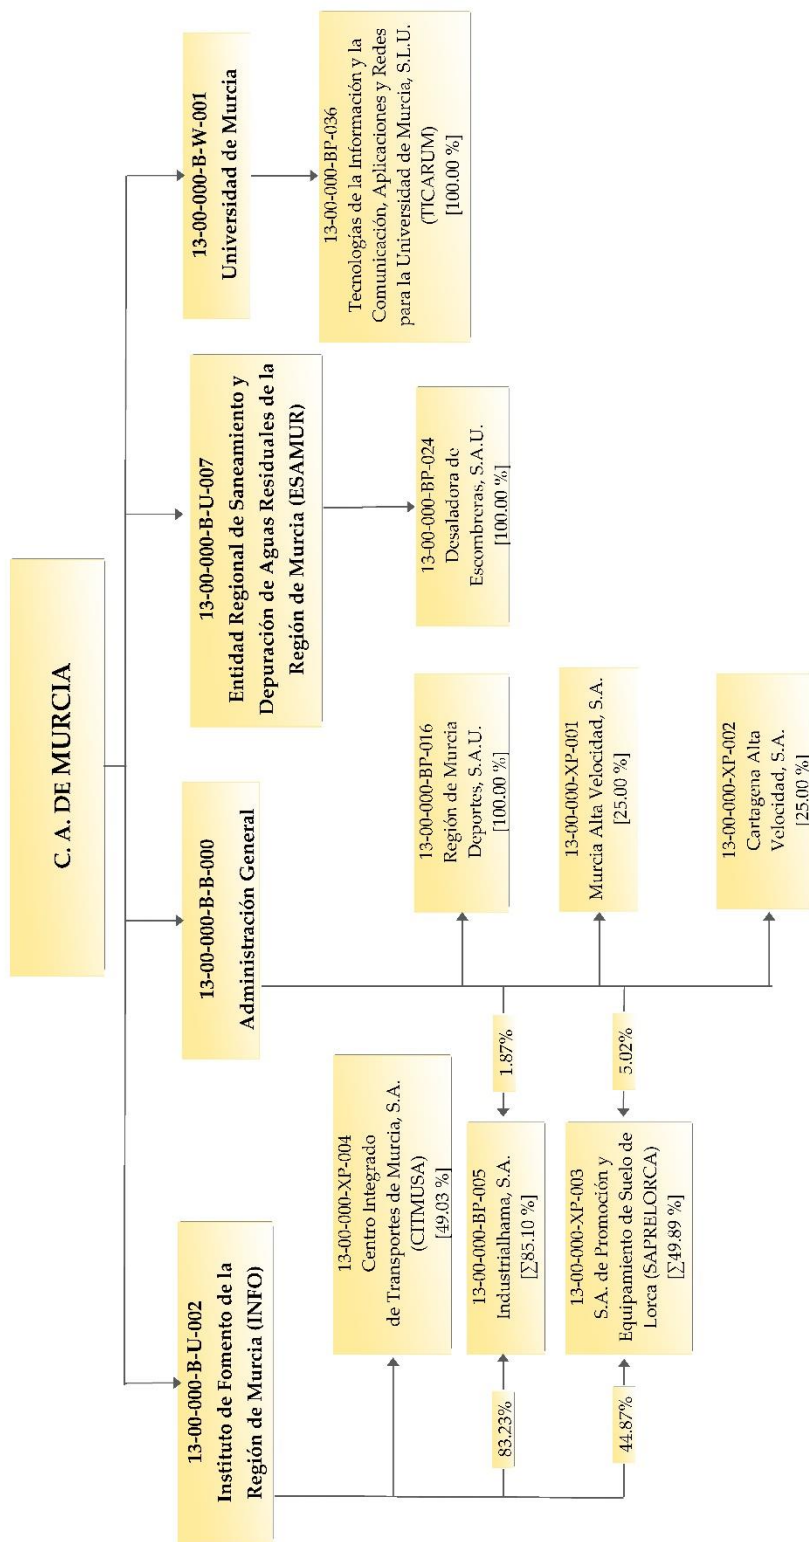 C. A. DE MURCIA
13-00-000-B-U-002
Instituto de Fomento de la
Región de Murcia (INFO)
13-00-000-B-B-000
Administración General
13-00-000-B-U-007
Entidad Regional de Saneamiento y
Depuración de Aguas Residuales de la
Región de Murcia (ESAMUR)
13-00-000-B-W-001
Universidad de Murcia
13-00-000-XP-004
Centro Integrado
de Transportes de Murcia, S.A.
(CITMUSA)
[49.03 %]
83.23%
13-00-000-BP-005
Industrialhama, S.A.
[∑85.10 %]
1.87%
44.87%
13-00-000-XP-003
S.A. de Promoción y
Equipamiento de Suelo de
Lorca (SAPRELORCA)
[∑49.89 %]
5.02%
13-00-000-BP-016
Región de Murcia
Deportes, S.A.U.
[100.00 %]
13-00-000-XP-001
Murcia Alta Velocidad, S.A.
[25.00 %]
13-00-000-XP-002
Cartagena Alta
Velocidad, S.A.
[25.00 %]
13-00-000-BP-024
Desaladora de
Escombreras, S.A.U.
[100.00 %]
13-00-000-BP-036
Tecnologías de la Información y la
Comunicación, Aplicaciones y Redes
para la Universidad de Murcia, S.L.U.
(TICARUM)
[100.00 %]